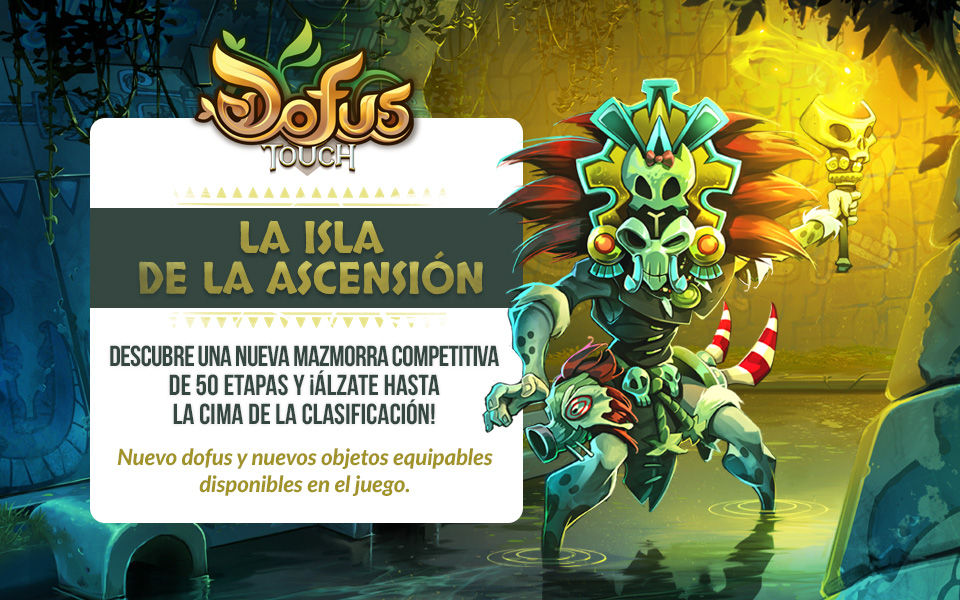 Dofus
TOUCH
LA ISLA
DE LA ASCENSIÓN
DESCUBRE UNA NUEVA MAZMORRA COMPETITIVA
DE 50 ETAPAS Y ¡ÁLZATE HASTA
LA CIMA DE LA CLASIFICACIÓN!
Nuevo dofus y nuevos objetos equipables
disponibles en el juego.